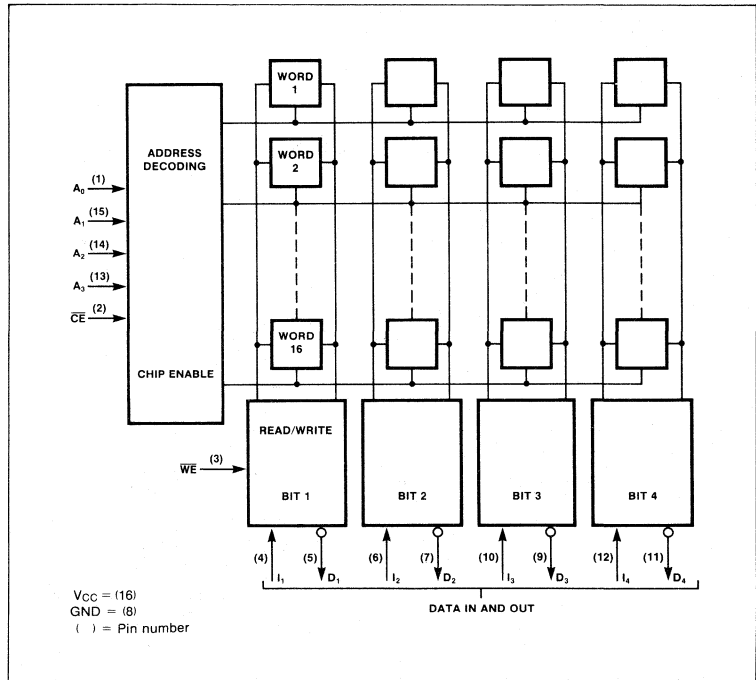 WORD
1
ADDRESS
DECODING
WORD
2
A₀ (1)
A₁ (15)
A₂ (14)
A₃ (13)
C̅E̅ (2)
WORD
16
CHIP ENABLE
READ/WRITE
W̅E̅ (3)
BIT 1 BIT 2 BIT 3 BIT 4
(4) (5) (6) (7) (10) (9) (12) (11)
I₁ D₁ I₂ D₂ I₃ D₃ I₄ D₄
DATA IN AND OUT
VCC = (16)
GND = (8)
( ) = Pin number